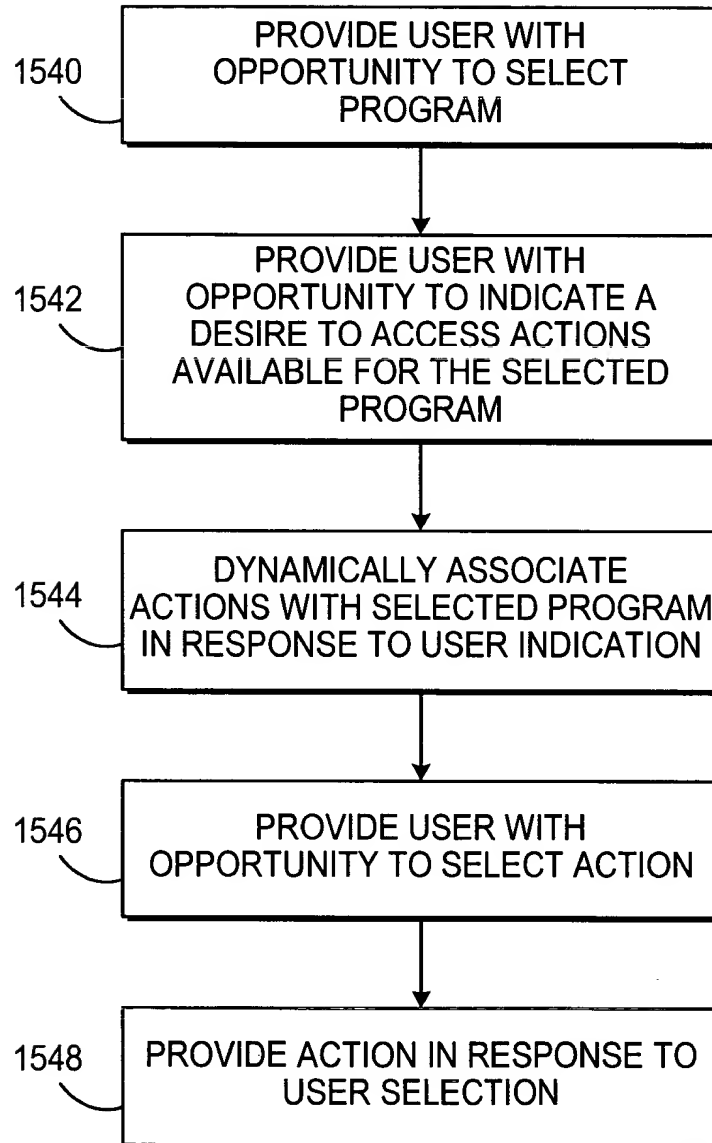 1540
PROVIDE USER WITH
OPPORTUNITY TO SELECT
PROGRAM
1542
PROVIDE USER WITH
OPPORTUNITY TO INDICATE A
DESIRE TO ACCESS ACTIONS
AVAILABLE FOR THE SELECTED
PROGRAM
1544
DYNAMICALLY ASSOCIATE
ACTIONS WITH SELECTED PROGRAM
IN RESPONSE TO USER INDICATION
1546
PROVIDE USER WITH
OPPORTUNITY TO SELECT ACTION
1548
PROVIDE ACTION IN RESPONSE TO
USER SELECTION